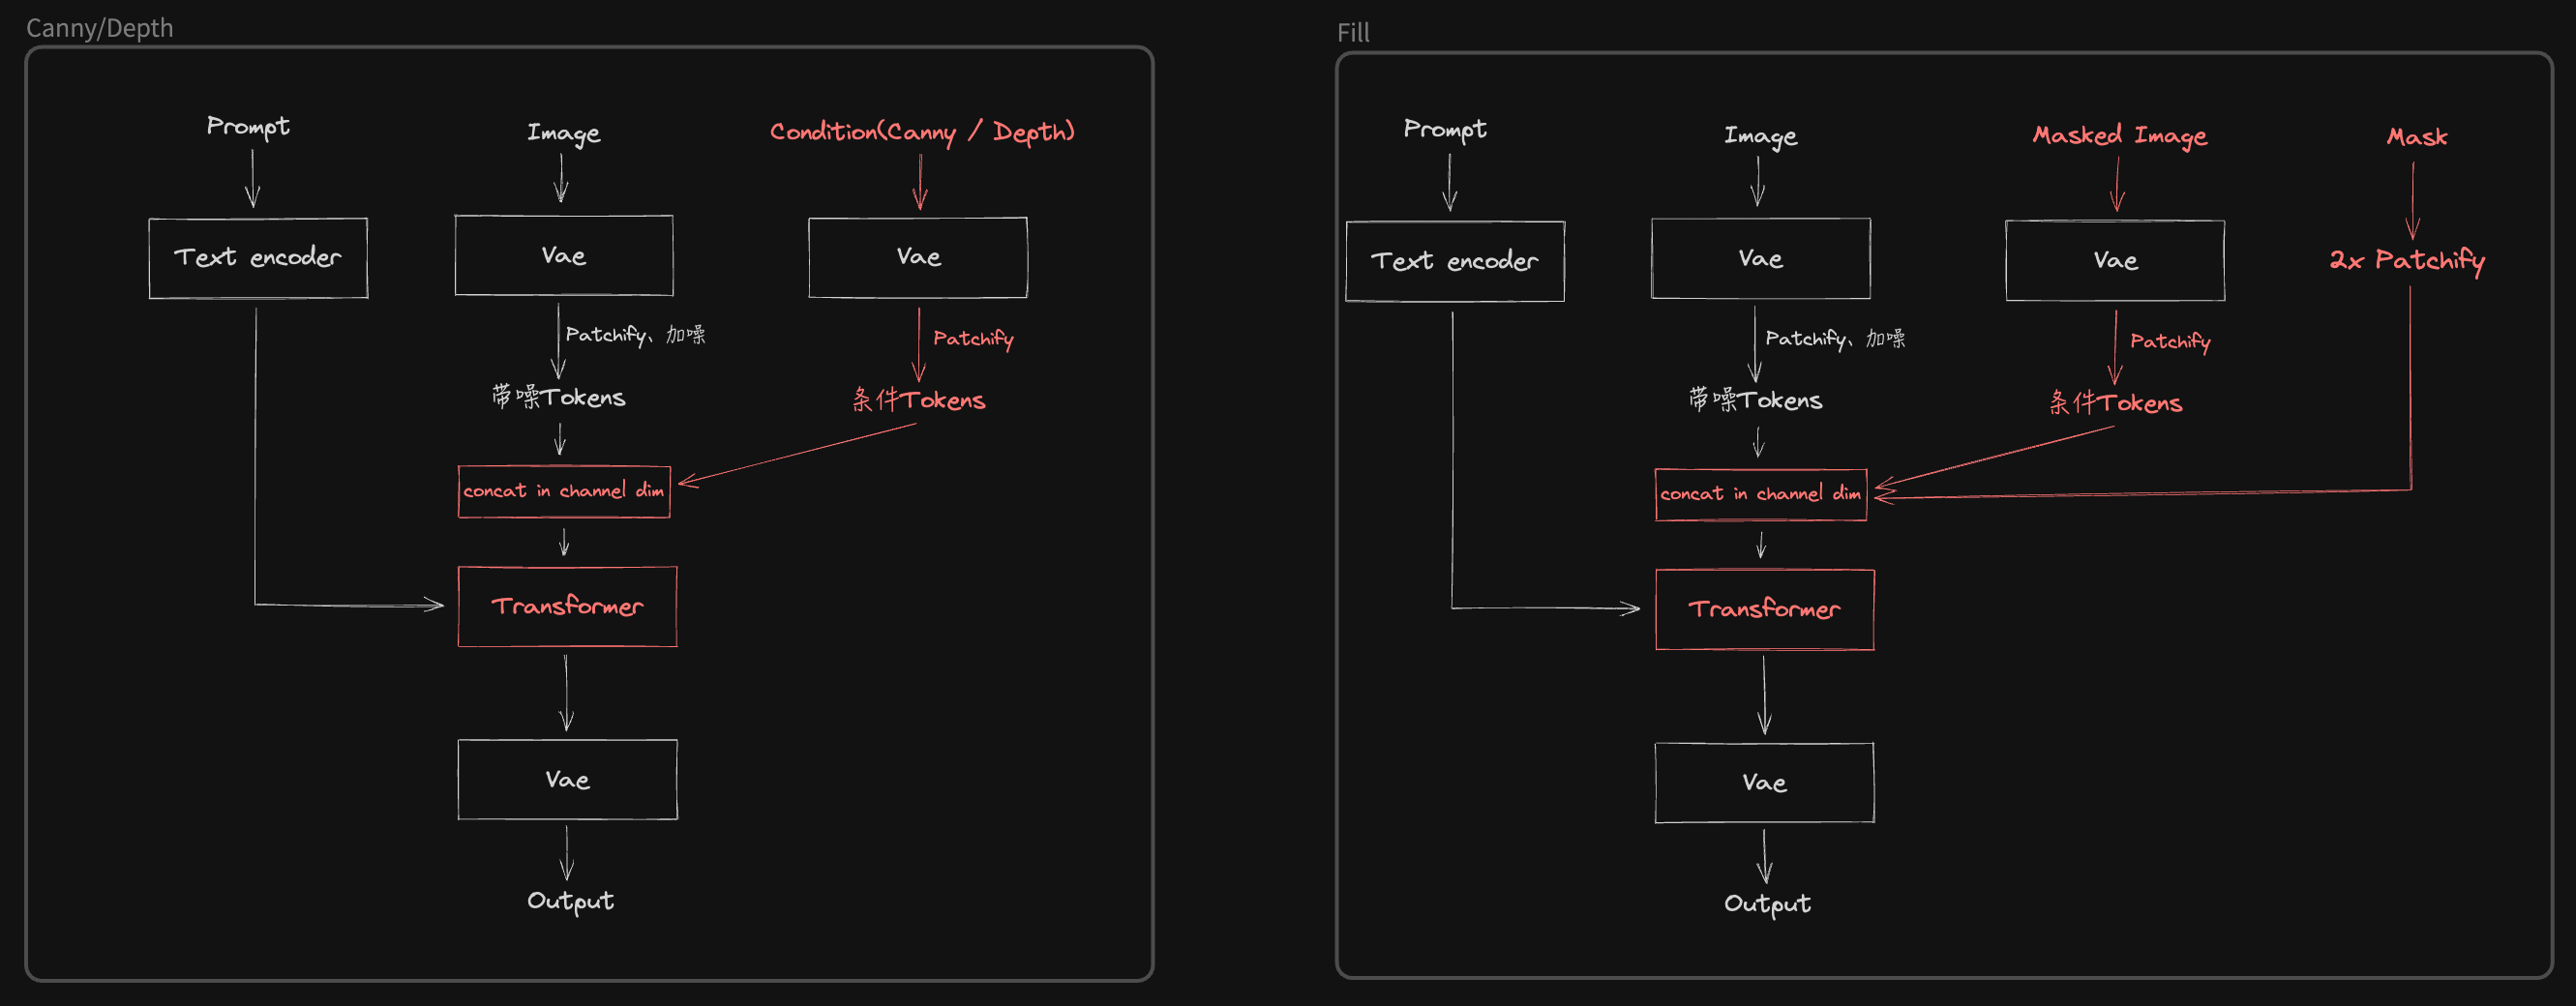 Canny/Depth
Prompt
Image
Condition(Canny / Depth)
Text encoder
Vae
Vae
Patchify、加噪
Patchify
带噪Tokens
条件Tokens
concat in channel dim
Transformer
Vae
Output
Fill
Prompt
Image
Masked Image
Mask
Text encoder
Vae
Vae
2x Patchify
Patchify、加噪
Patchify
带噪Tokens
条件Tokens
concat in channel dim
Transformer
Vae
Output